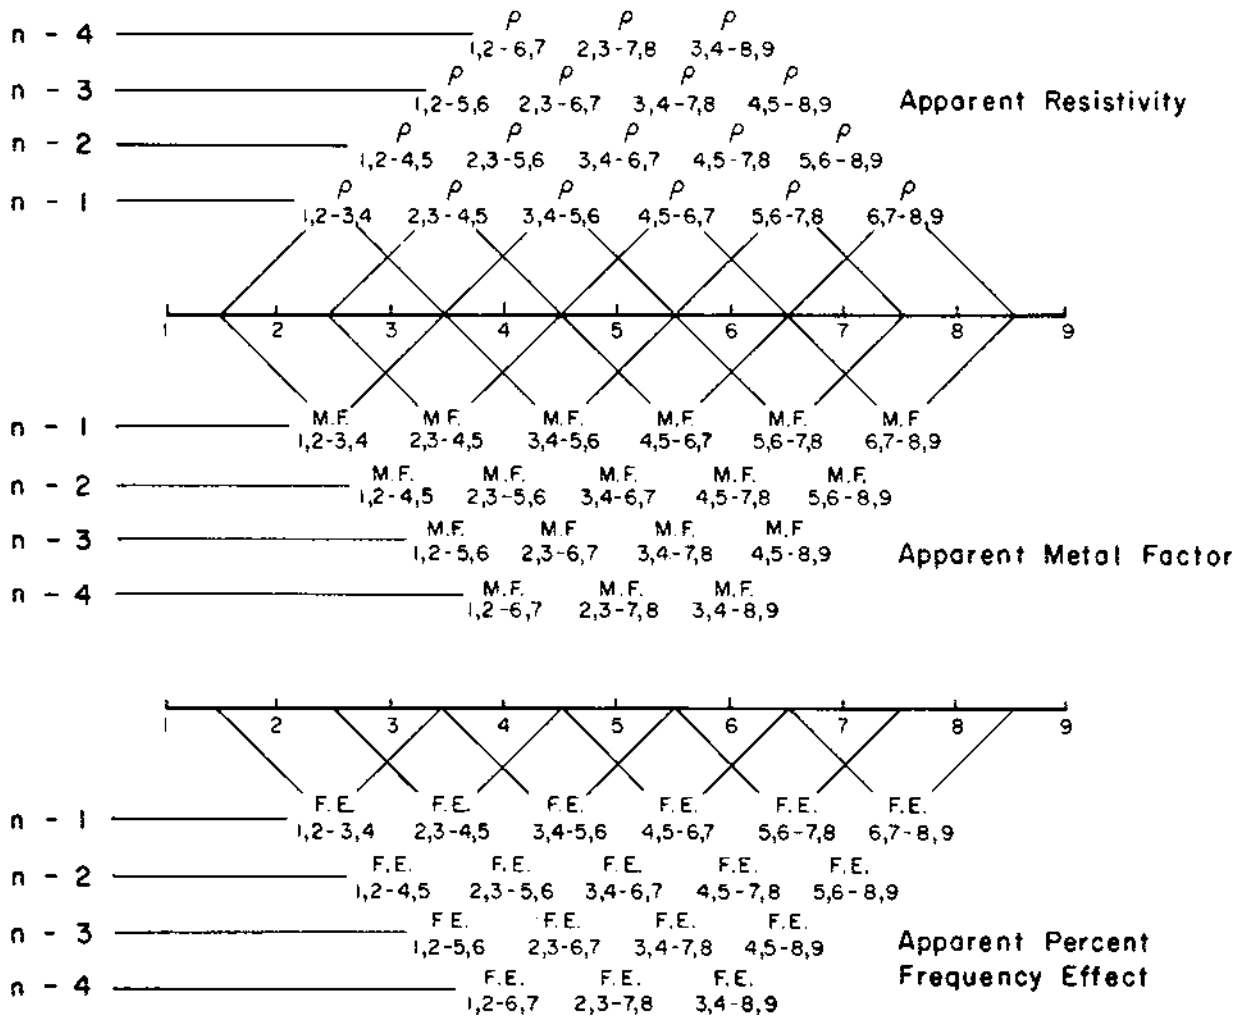 ρ ρ ρ
n - 4 1,2-6,7 2,3-7,8 3,4-8,9
ρ ρ ρ ρ
n - 3 1,2-5,6 2,3-6,7 3,4-7,8 4,5-8,9 Apparent Resistivity
ρ ρ ρ ρ ρ
n - 2 1,2-4,5 2,3-5,6 3,4-6,7 4,5-7,8 5,6-8,9
ρ ρ ρ ρ ρ ρ
n - 1 1,2-3,4 2,3-4,5 3,4-5,6 4,5-6,7 5,6-7,8 6,7-8,9
1 2 3 4 5 6 7 8 9
M.F. M.F. M.F. M.F. M.F. M.F
n - 1 1,2-3,4 2,3-4,5 3,4-5,6 4,5-6,7 5,6-7,8 6,7-8,9
M.F. M.F. M.F. M.F. M.F.
n - 2 1,2-4,5 2,3-5,6 3,4-6,7 4,5-7,8 5,6-8,9
M.F. M.F M.F. M.F
n - 3 1,2-5,6 2,3-6,7 3,4-7,8 4,5-8,9 Apparent Metal Factor
M.F. M.F. M.F.
n - 4 1,2-6,7 2,3-7,8 3,4-8,9
1 2 3 4 5 6 7 8 9
F.E. F.E. F.E. F.E. F.E. F.E.
n - 1 1,2-3,4 2,3-4,5 3,4-5,6 4,5-6,7 5,6-7,8 6,7-8,9
F.E. F.E. F.E. F.E. F.E.
n - 2 1,2-4,5 2,3-5,6 3,4-6,7 4,5-7,8 5,6-8,9
F.E. F.E. F.E. F.E.
n - 3 1,2-5,6 2,3-6,7 3,4-7,8 4,5-8,9 Apparent Percent
Frequency Effect
F.E. F.E. F.E.
n - 4 1,2-6,7 2,3-7,8 3,4-8,9